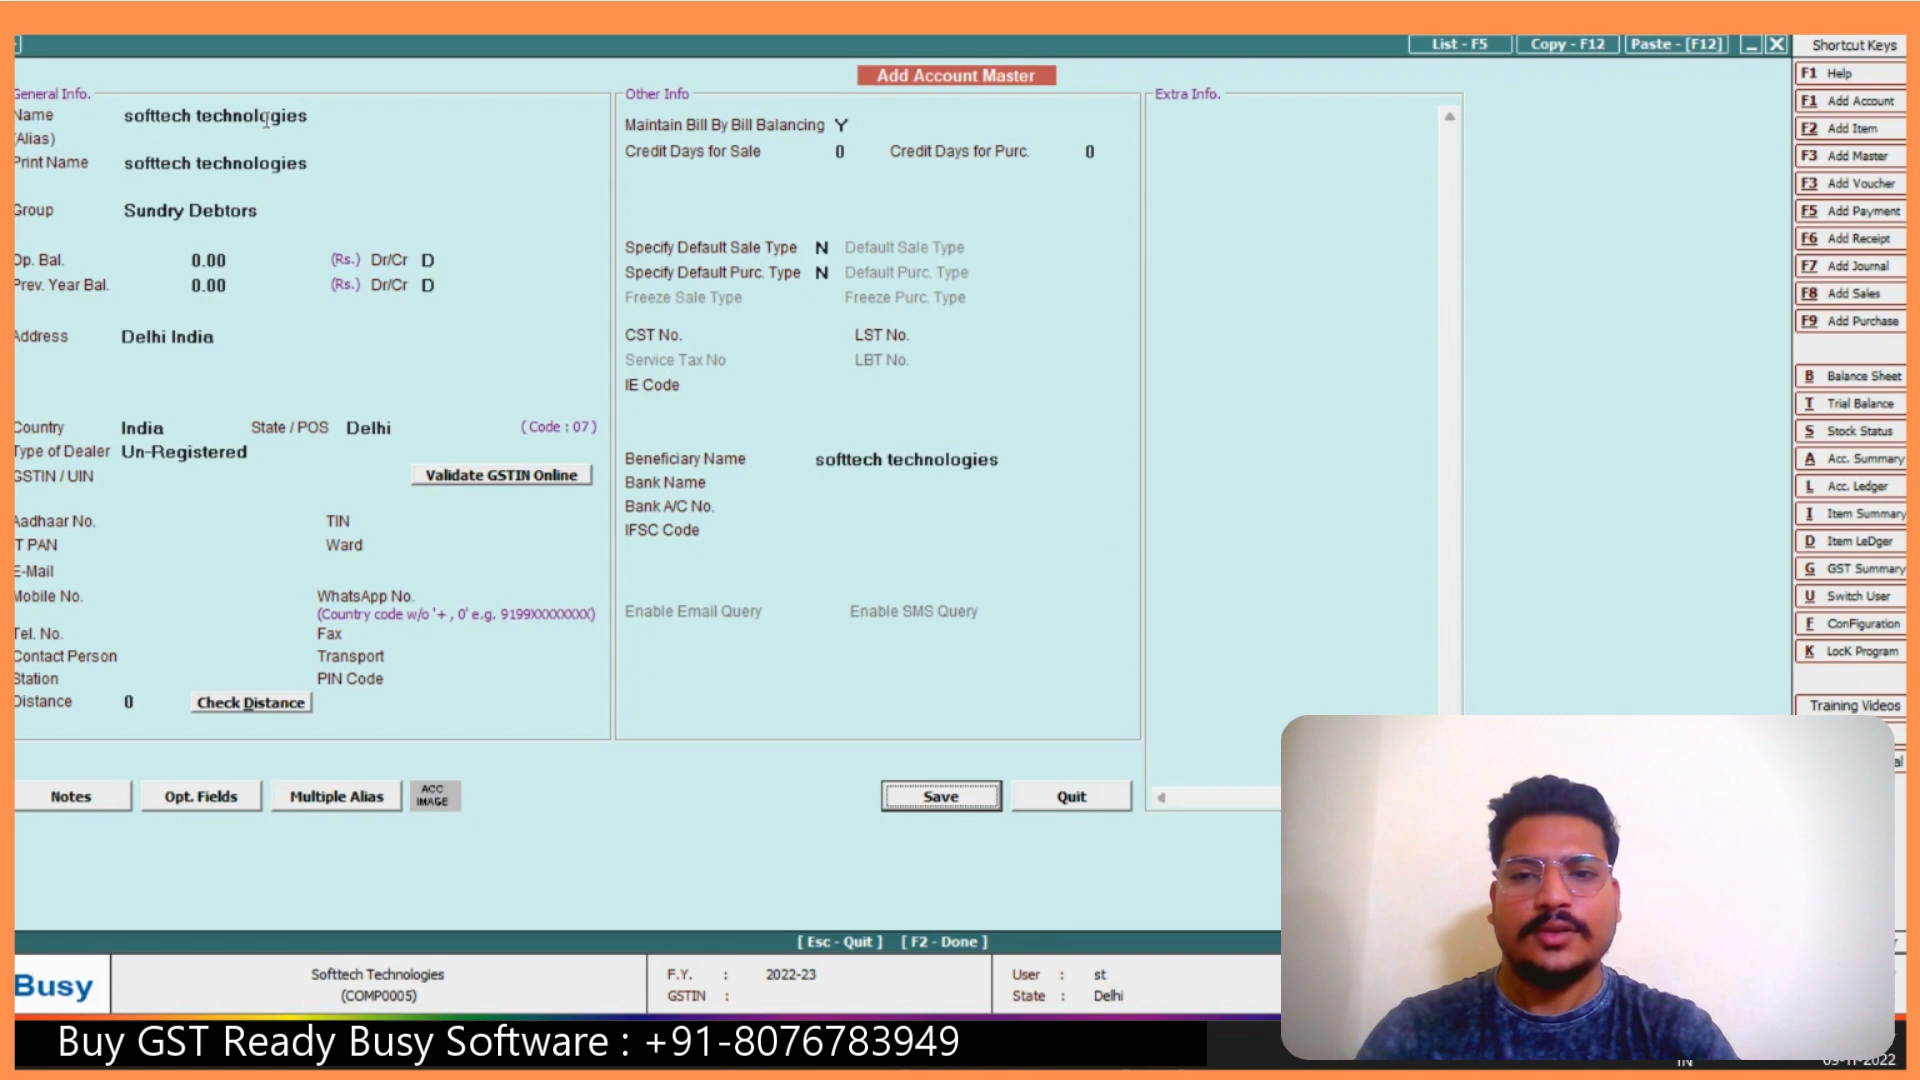 List - F5 Copy - F12 Paste - [F12] Shortcut Keys
Add Account Master
General Info. Other Info Extra Info.
Name softtech technologies
(Alias)
Print Name softtech technologies
Group Sundry Debtors
Op. Bal. 0.00 (Rs.) Dr/Cr D
Prev. Year Bal. 0.00 (Rs.) Dr/Cr D
Address Delhi India
Country India State / POS Delhi ( Code : 07 )
Type of Dealer Un-Registered
GSTIN / UIN Validate GSTIN Online
Aadhaar No. TIN
IT PAN Ward
E-Mail
Mobile No. WhatsApp No.
(Country code w/o '+ , 0' e.g. 9199XXXXXXXX)
Tel. No. Fax
Contact Person Transport
Station PIN Code
Distance 0 Check Distance
Maintain Bill By Bill Balancing Y
Credit Days for Sale 0 Credit Days for Purc. 0
Specify Default Sale Type N Default Sale Type
Specify Default Purc. Type N Default Purc. Type
Freeze Sale Type Freeze Purc. Type
CST No. LST No.
Service Tax No LBT No.
IE Code
Beneficiary Name softtech technologies
Bank Name
Bank A/C No.
IFSC Code
Enable Email Query Enable SMS Query
Notes Opt. Fields Multiple Alias ACC IMAGE Save Quit
F1 Help
F1 Add Account
F2 Add Item
F3 Add Master
F3 Add Voucher
F5 Add Payment
F6 Add Receipt
F7 Add Journal
F8 Add Sales
F9 Add Purchase
B Balance Sheet
T Trial Balance
S Stock Status
A Acc. Summary
L Acc. Ledger
I Item Summary
D Item LeDger
G GST Summary
U Switch User
F ConFiguration
K LocK Program
Training Videos
[ Esc - Quit ] [ F2 - Done ]
Busy
Softtech Technologies
(COMP0005)
F.Y. : 2022-23
GSTIN :
User : st
State : Delhi
Buy GST Ready Busy Software : +91-8076783949